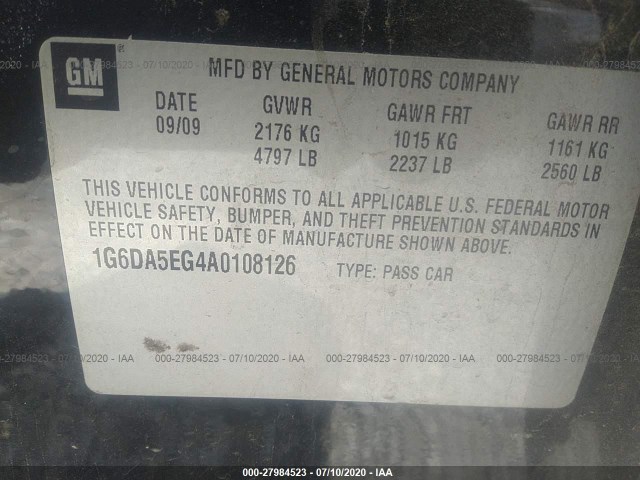 GM
MFD BY GENERAL MOTORS COMPANY
DATE GVWR GAWR FRT GAWR RR
09/09 2176 KG 1015 KG 1161 KG
4797 LB 2237 LB 2560 LB
THIS VEHICLE CONFORMS TO ALL APPLICABLE U.S. FEDERAL MOTOR
VEHICLE SAFETY, BUMPER, AND THEFT PREVENTION STANDARDS IN
EFFECT ON THE DATE OF MANUFACTURE SHOWN ABOVE.
1G6DA5EG4A0108126 TYPE: PASS CAR
000-27984523 - 07/10/2020 - IAA